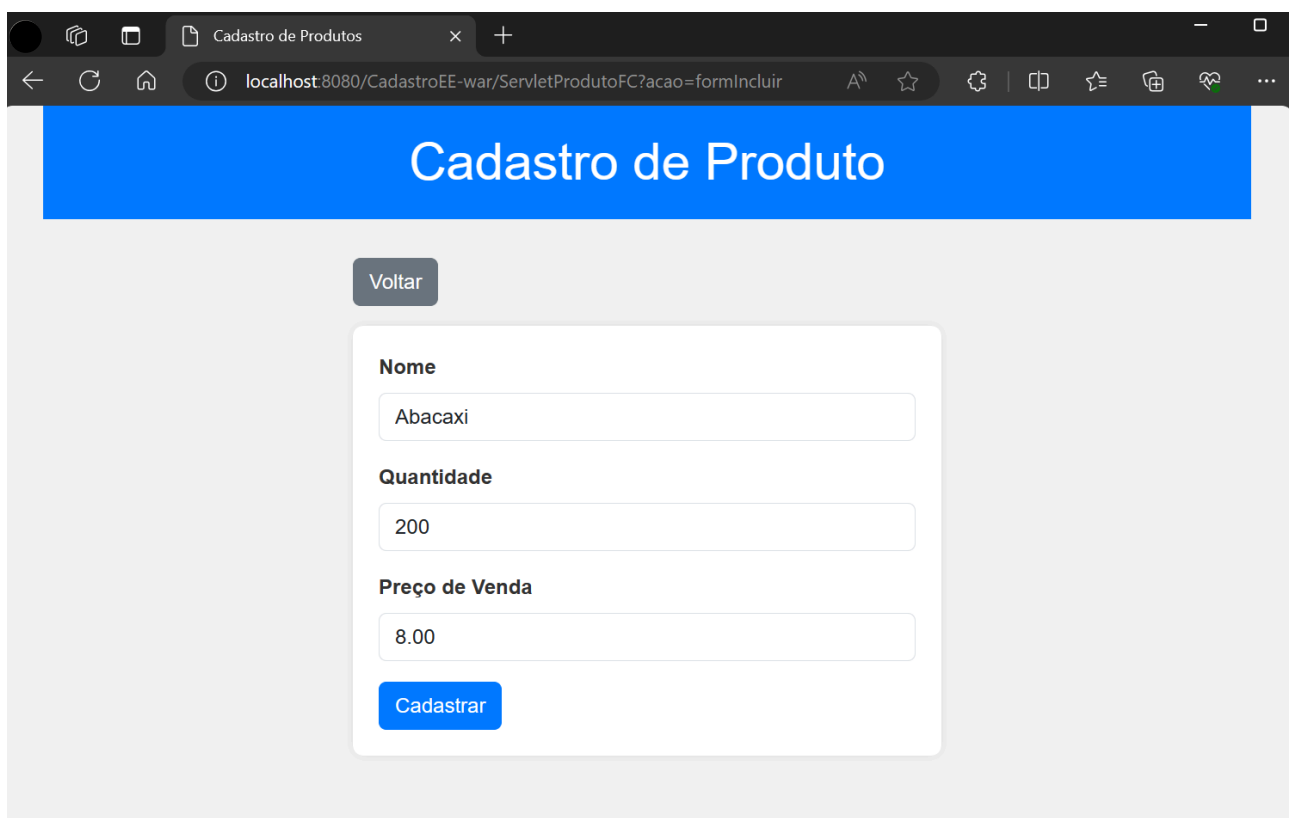 Cadastro de Produtos
localhost:8080/CadastroEE-war/ServletProdutoFC?acao=formIncluir
Cadastro de Produto
Voltar
Nome
Abacaxi
Quantidade
200
Preço de Venda
8.00
Cadastrar